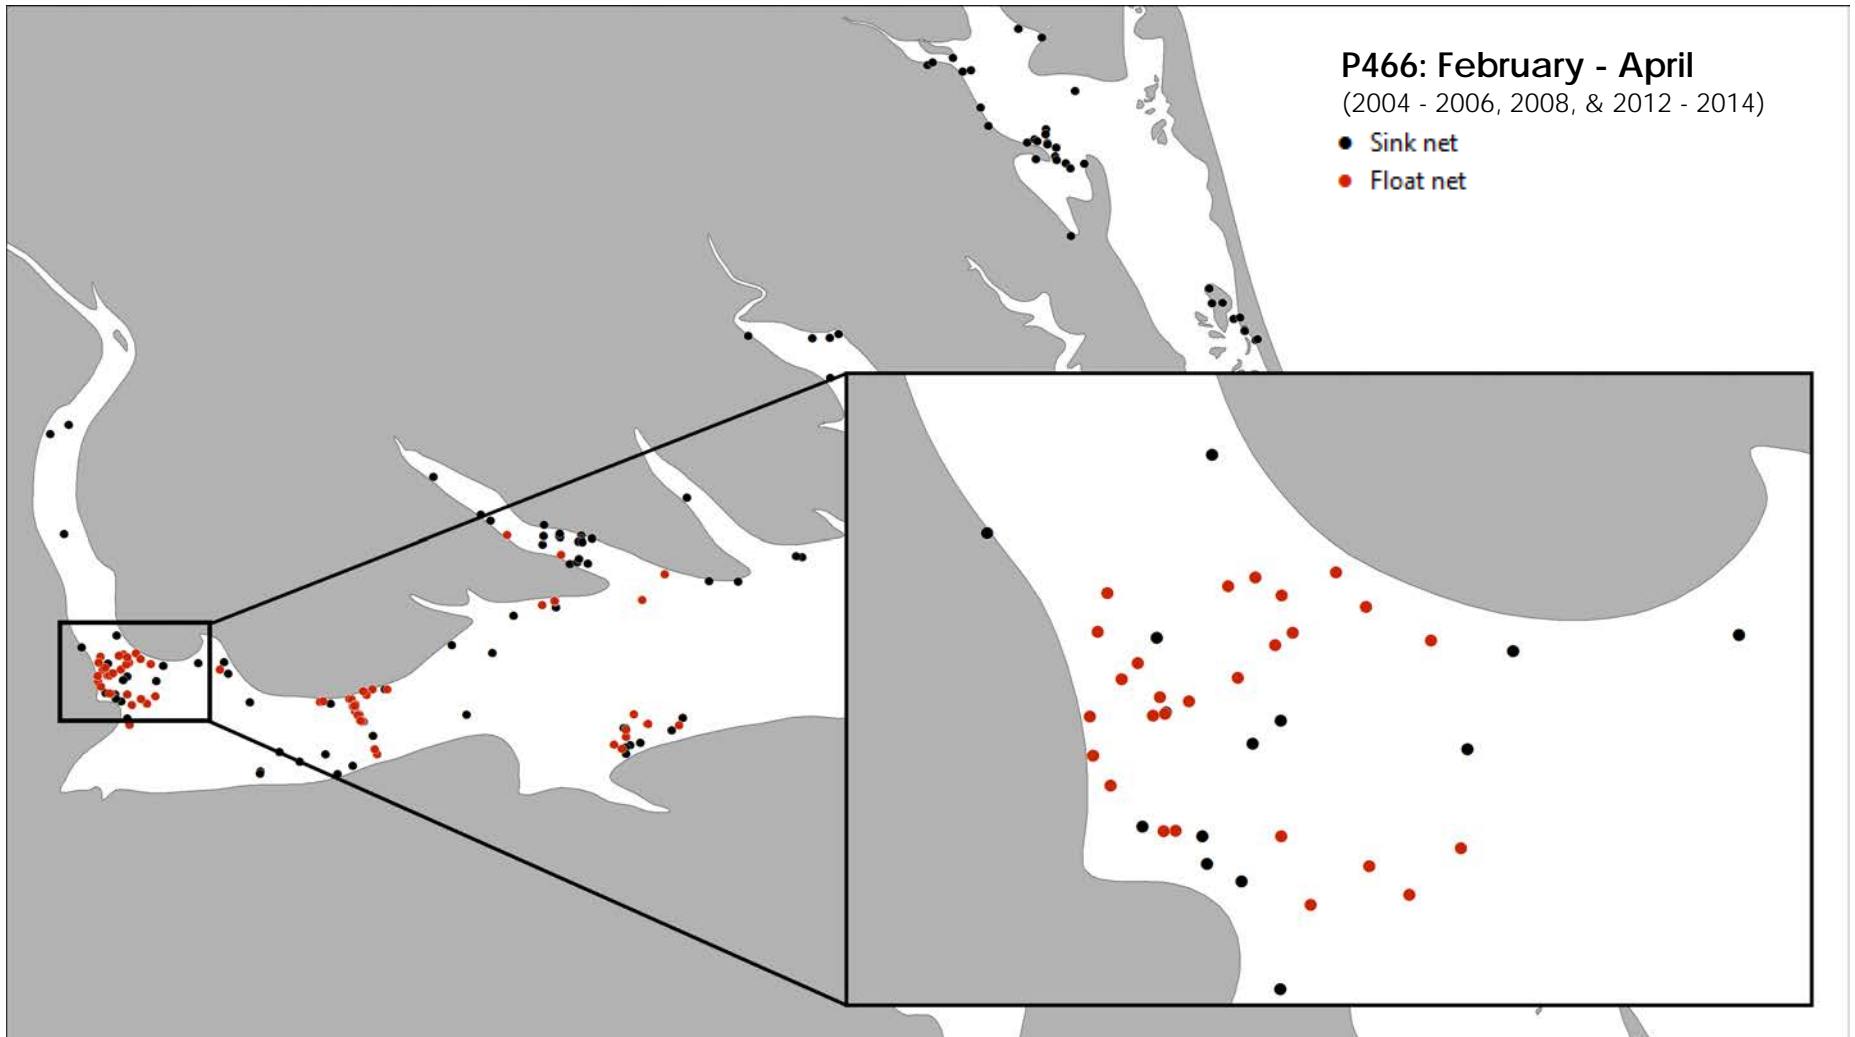 P466: February - April
(2004 - 2006, 2008, & 2012 - 2014)
Sink net
Float net